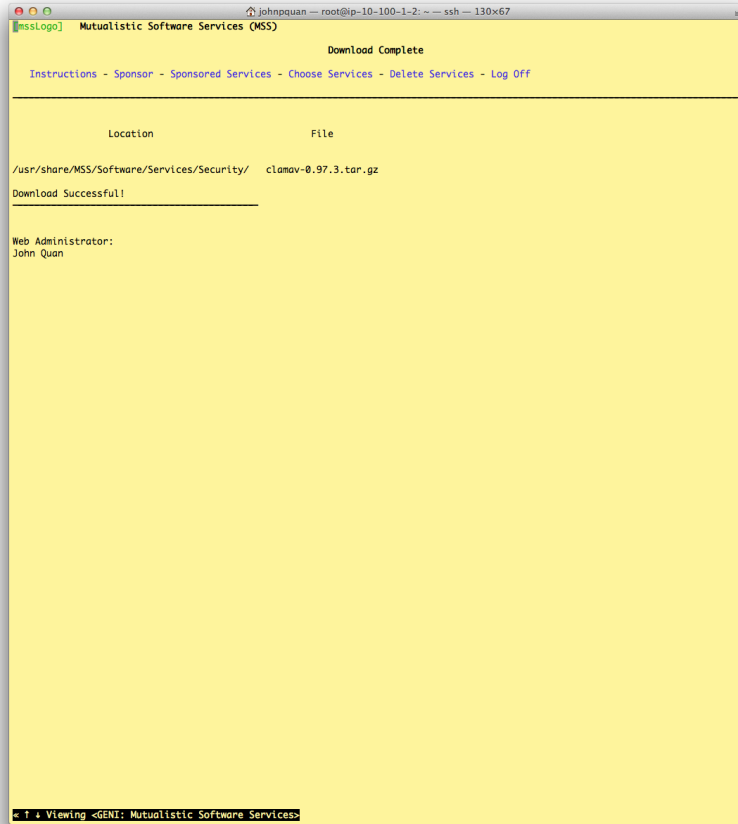 johnpquan — root@ip-10-100-1-2: ~ — ssh — 130×67
[mssLogo] Mutualistic Software Services (MSS)
Download Complete
Instructions - Sponsor - Sponsored Services - Choose Services - Delete Services - Log Off
Location File
/usr/share/MSS/Software/Services/Security/ clamav-0.97.3.tar.gz
Download Successful!
Web Administrator:
John Quan
« ↑ ↓ Viewing <GENI: Mutualistic Software Services>